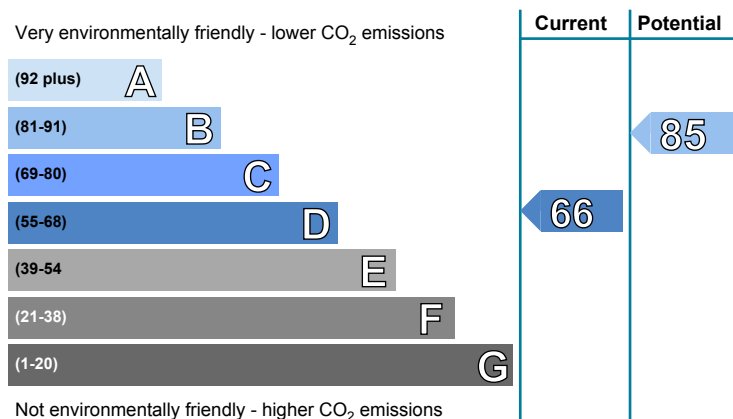 Very environmentally friendly - lower CO2 emissions
Current Potential
(92 plus) A
(81-91) B
85
(69-80) C
(55-68) D
66
(39-54 E
(21-38) F
(1-20) G
Not environmentally friendly - higher CO2 emissions